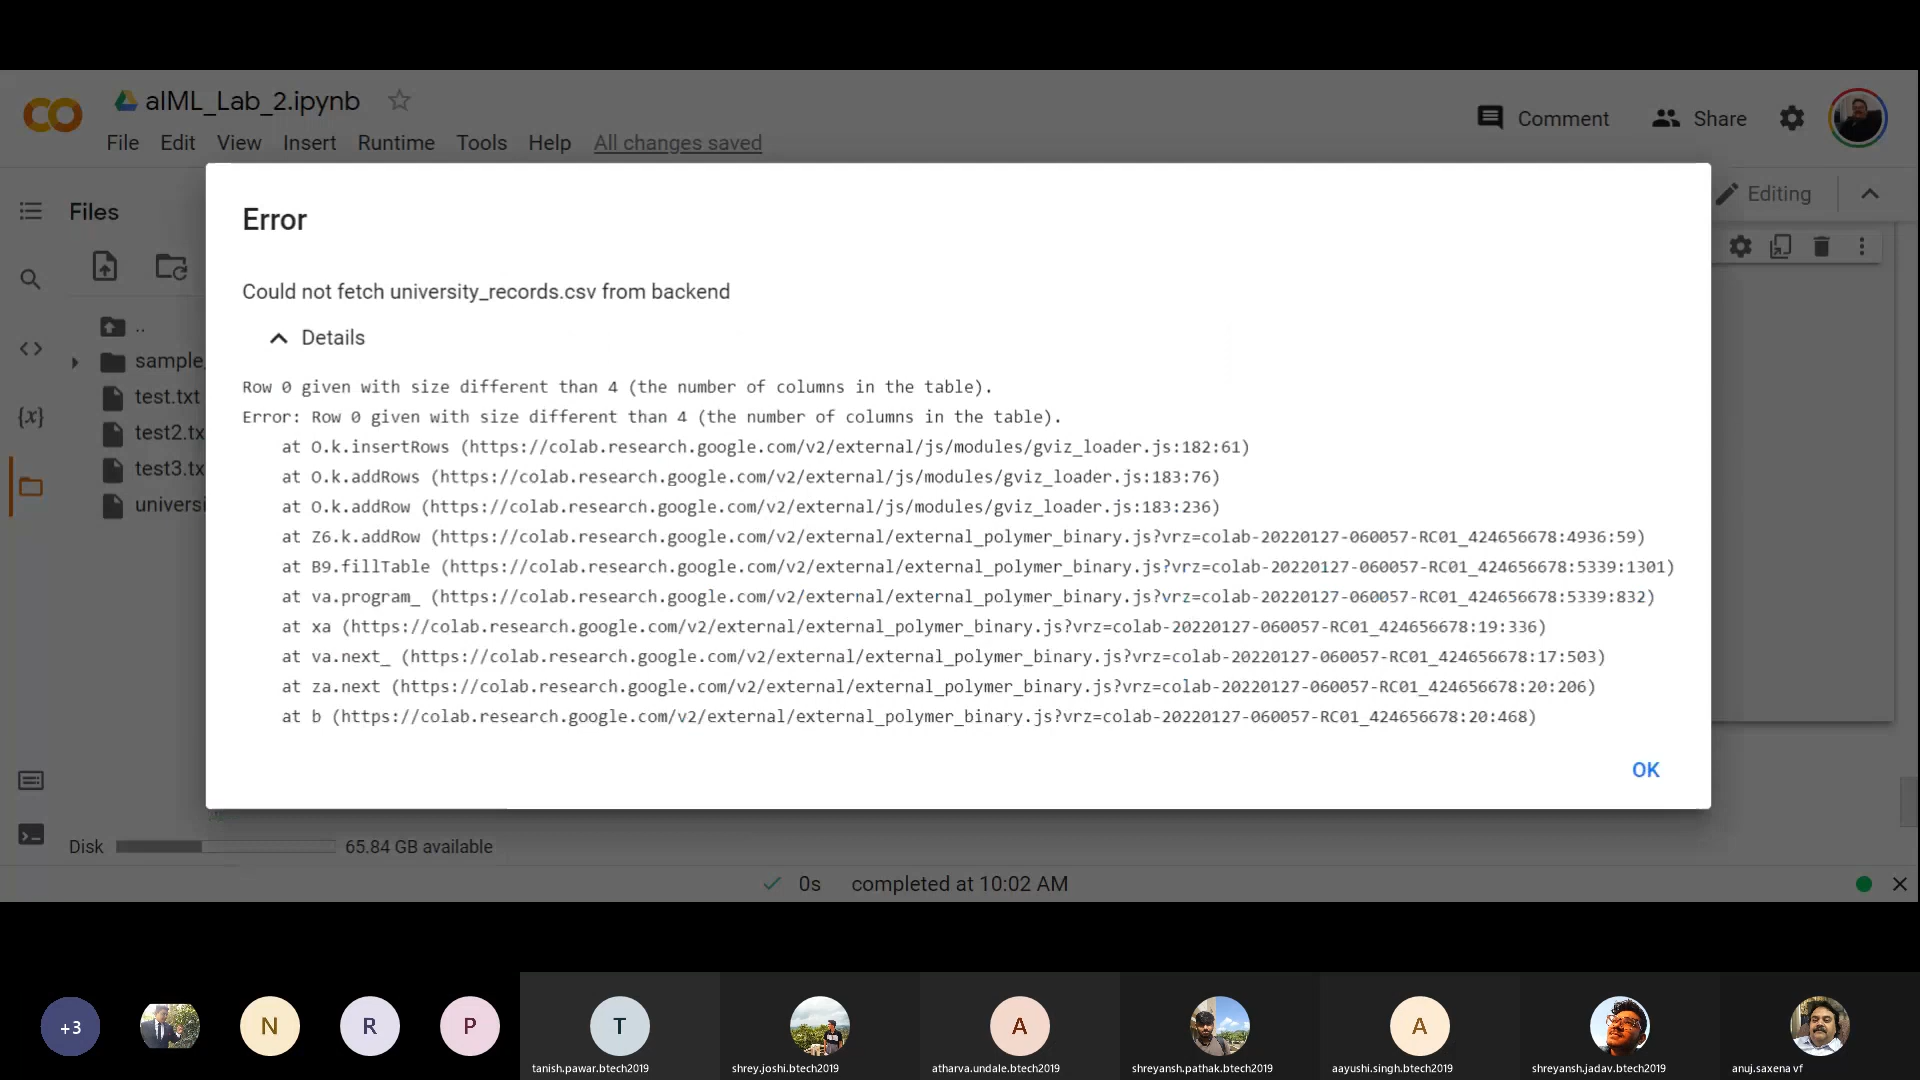 aIML_Lab_2.ipynb
Comment
Share
File Edit View Insert Runtime Tools Help All changes saved
Files
Editing
Error
Could not fetch university_records.csv from backend
Details
Row 0 given with size different than 4 (the number of columns in the table).
Error: Row 0 given with size different than 4 (the number of columns in the table).
at O.k.insertRows (https://colab.research.google.com/v2/external/js/modules/gviz_loader.js:182:61)
at O.k.addRows (https://colab.research.google.com/v2/external/js/modules/gviz_loader.js:183:76)
at O.k.addRow (https://colab.research.google.com/v2/external/js/modules/gviz_loader.js:183:236)
at Z6.k.addRow (https://colab.research.google.com/v2/external/external_polymer_binary.js?vrz=colab-20220127-060057-RC01_424656678:4936:59)
at B9.fillTable (https://colab.research.google.com/v2/external/external_polymer_binary.js?vrz=colab-20220127-060057-RC01_424656678:5339:1301)
at va.program_ (https://colab.research.google.com/v2/external/external_polymer_binary.js?vrz=colab-20220127-060057-RC01_424656678:5339:832)
at xa (https://colab.research.google.com/v2/external/external_polymer_binary.js?vrz=colab-20220127-060057-RC01_424656678:19:336)
at va.next_ (https://colab.research.google.com/v2/external/external_polymer_binary.js?vrz=colab-20220127-060057-RC01_424656678:17:503)
at za.next (https://colab.research.google.com/v2/external/external_polymer_binary.js?vrz=colab-20220127-060057-RC01_424656678:20:206)
at b (https://colab.research.google.com/v2/external/external_polymer_binary.js?vrz=colab-20220127-060057-RC01_424656678:20:468)
OK
..
sample_
test.txt
test2.tx
test3.tx
universi
{x}
Disk 65.84 GB available
0s completed at 10:02 AM
+3 N R P T A A
tanish.pawar.btech2019 shrey.joshi.btech2019 atharva.undale.btech2019 shreyansh.pathak.btech2019 aayushi.singh.btech2019 shreyansh.jadav.btech2019 anuj.saxena vf